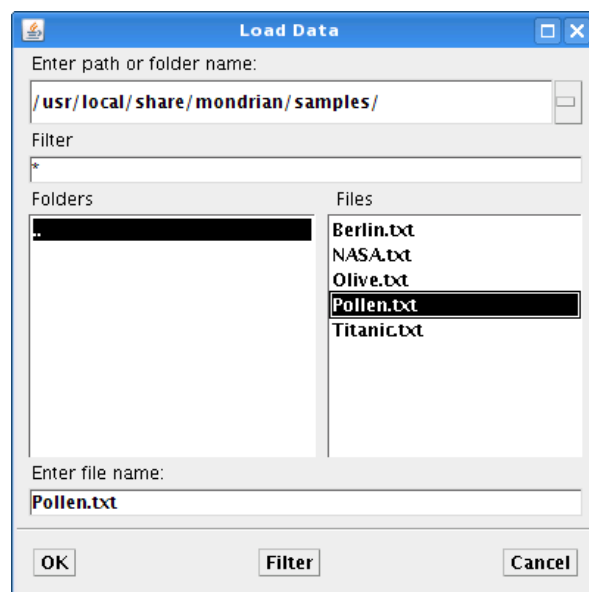 Load Data
Enter path or folder name:
/usr/local/share/mondrian/samples/
Filter
*
Folders
Files
..
Berlin.txt
NASA.txt
Olive.txt
Pollen.txt
Titanic.txt
Enter file name:
Pollen.txt
OK
Filter
Cancel